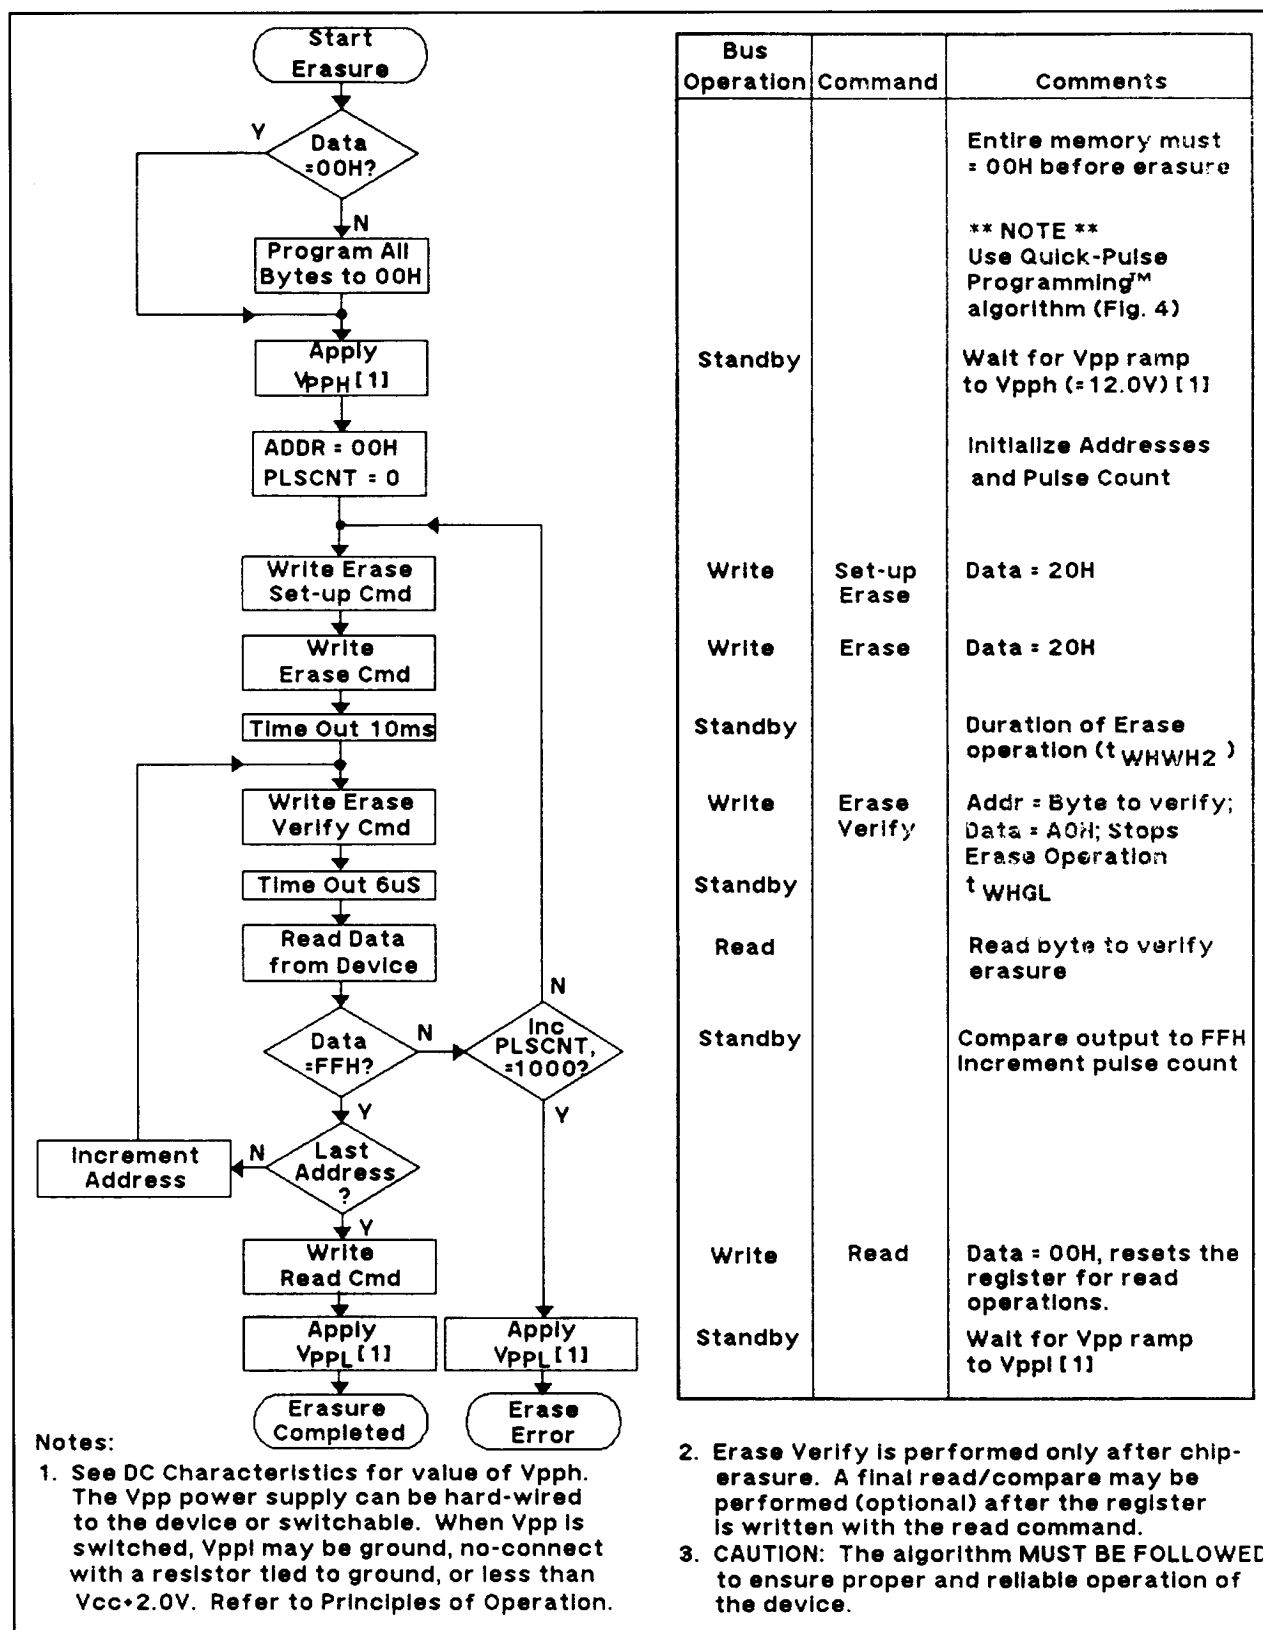 Start
Erasure
Y
Data
=00H?
N
Program All
Bytes to 00H
Apply
VPPH [1]
ADDR = 00H
PLSCNT = 0
Write Erase
Set-up Cmd
Write
Erase Cmd
Time Out 10ms
Write Erase
Verify Cmd
Time Out 6uS
Read Data
from Device
Data
=FFH?
N
Inc
PLSCNT,
=1000?
N
Y
Y
Last
Address
?
N
Increment
Address
Y
Write
Read Cmd
Apply
VPPL [1]
Apply
VPPL [1]
Erasure
Completed
Erase
Error
Bus
Operation Command Comments
Entire memory must
= 00H before erasure
** NOTE **
Use Quick-Pulse
Programming™
algorithm (Fig. 4)
Standby Wait for Vpp ramp
to Vpph (=12.0V) [1]
Initialize Addresses
and Pulse Count
Write Set-up Data = 20H
Erase
Write Erase Data = 20H
Standby Duration of Erase
operation (t WHWH2 )
Write Erase Addr = Byte to verify;
Verify Data = A0H; Stops
Erase Operation
Standby t WHGL
Read Read byte to verify
erasure
Standby Compare output to FFH
Increment pulse count
Write Read Data = 00H, resets the
register for read
operations.
Standby Wait for Vpp ramp
to Vppl [1]
Notes:
1. See DC Characteristics for value of Vpph.
The Vpp power supply can be hard-wired
to the device or switchable. When Vpp is
switched, Vppl may be ground, no-connect
with a resistor tied to ground, or less than
Vcc+2.0V. Refer to Principles of Operation.
2. Erase Verify is performed only after chip-
erasure. A final read/compare may be
performed (optional) after the register
is written with the read command.
3. CAUTION: The algorithm MUST BE FOLLOWED
to ensure proper and reliable operation of
the device.